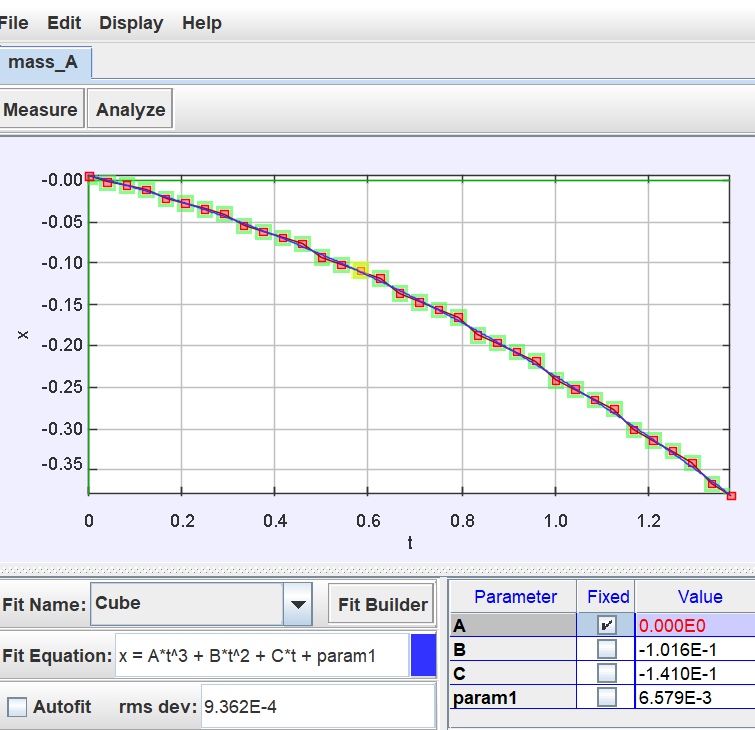 File Edit Display Help
mass_A
Measure Analyze
-0.00
-0.05
-0.10
-0.15
x
-0.20
-0.25
-0.30
-0.35
0 0.2 0.4 0.6 0.8 1.0 1.2
t
Fit Name: Cube Fit Builder
Fit Equation: x = A*t^3 + B*t^2 + C*t + param1
Autofit rms dev: 9.362E-4
Parameter Fixed Value
A 0.000E0
B -1.016E-1
C -1.410E-1
param1 6.579E-3